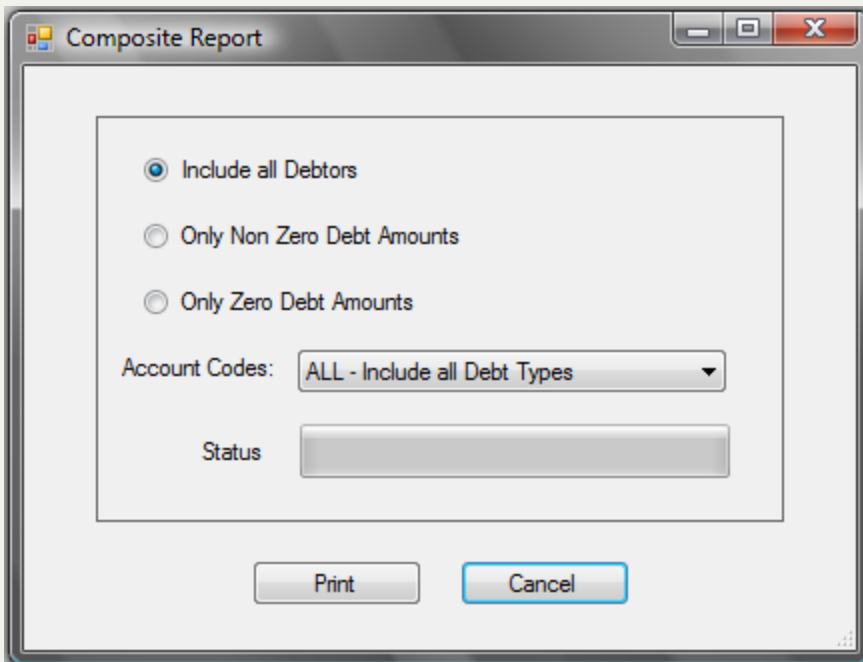 Composite Report
Include all Debtors
Only Non Zero Debt Amounts
Only Zero Debt Amounts
Account Codes: ALL - Include all Debt Types
Status
Print Cancel